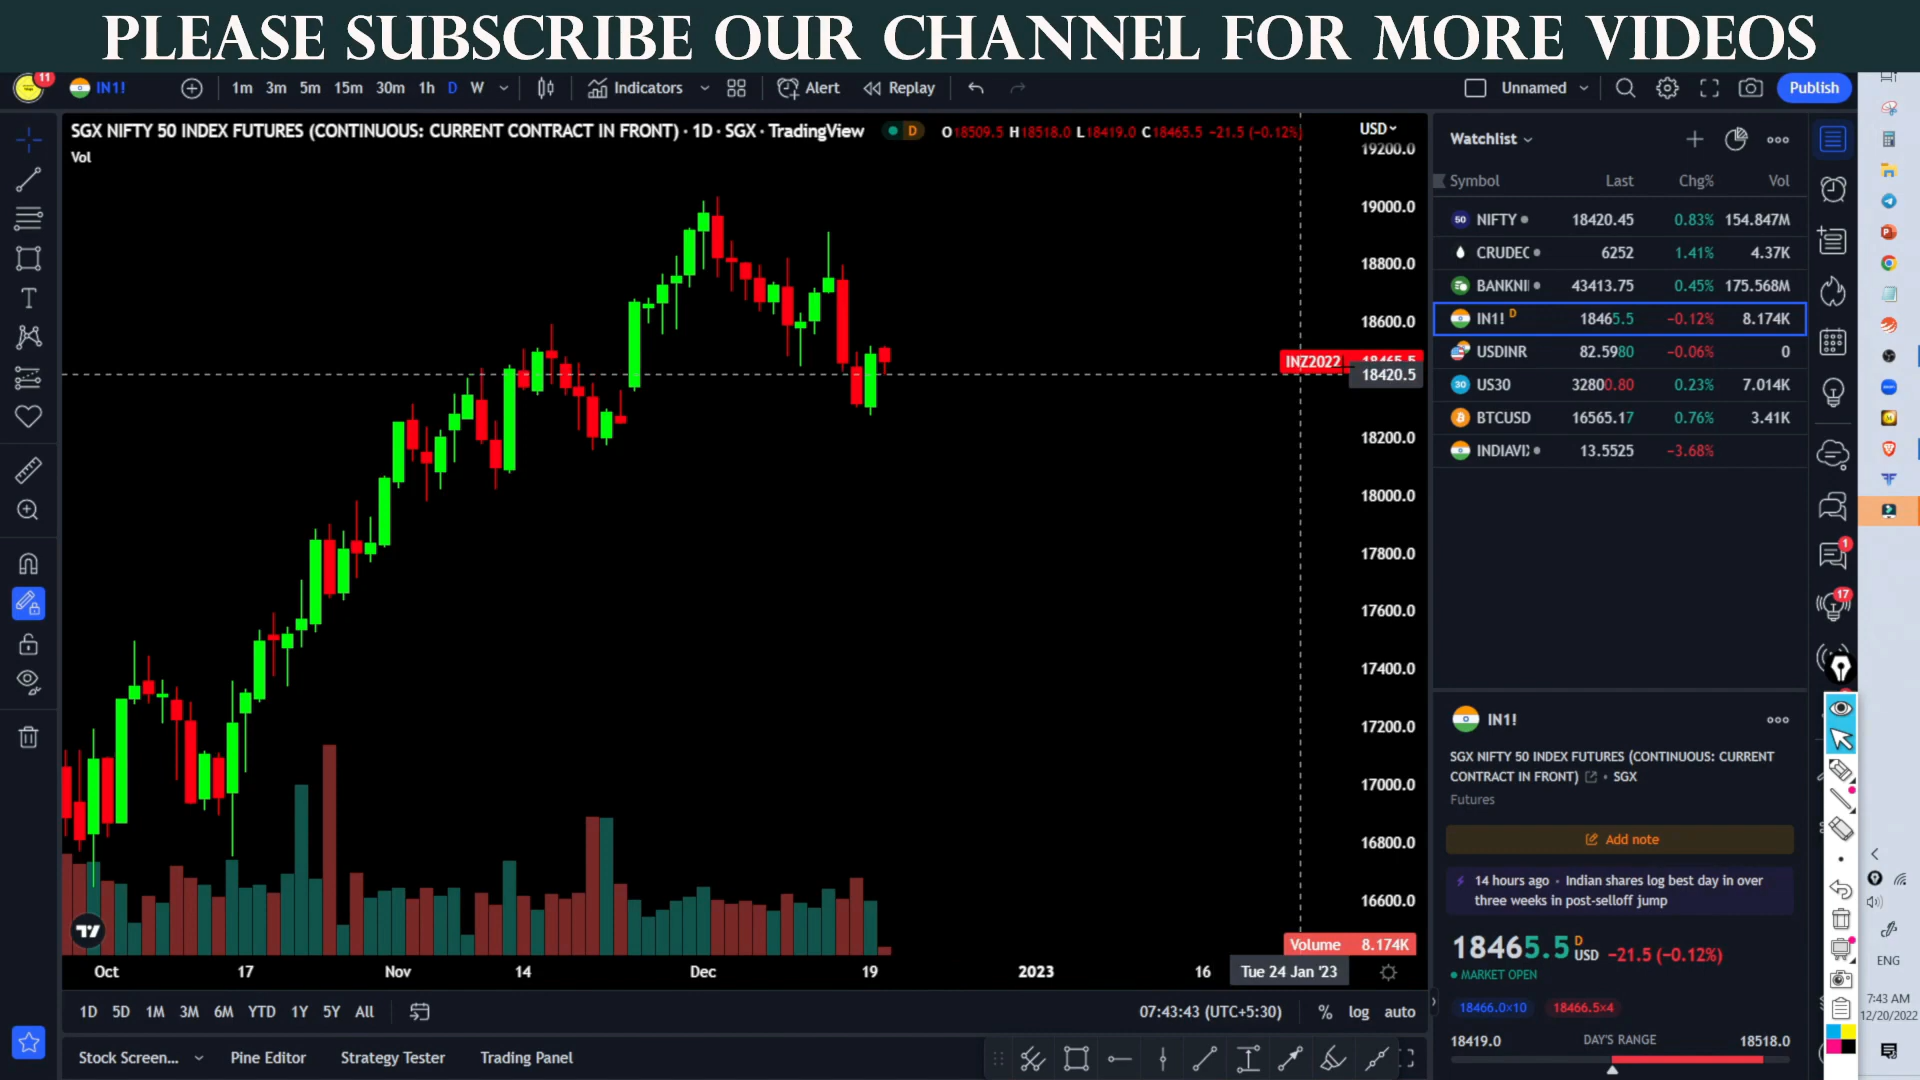 PLEASE SUBSCRIBE OUR CHANNEL FOR MORE VIDEOS
11 IN1! 1m 3m 5m 15m 30m 1h D W Indicators Alert Replay Unnamed Publish
SGX NIFTY 50 INDEX FUTURES (CONTINUOUS: CURRENT CONTRACT IN FRONT) · 1D · SGX · TradingView D O18509.5 H18518.0 L18419.0 C18465.5 −21.5 (−0.12%) USD
Vol
19200.0
19000.0
18800.0
18600.0
INZ2022 18465.5
18420.5
18200.0
18000.0
17800.0
17600.0
17400.0
17200.0
17000.0
16800.0
16600.0
Volume 8.174K
Oct 17 Nov 14 Dec 19 2023 16 Tue 24 Jan '23
1D 5D 1M 3M 6M YTD 1Y 5Y All 07:43:43 (UTC+5:30) % log auto
Stock Screen... Pine Editor Strategy Tester Trading Panel
Watchlist
Symbol Last Chg% Vol
50 NIFTY 18420.45 0.83% 154.847M
CRUDEC 6252 1.41% 4.37K
BANKNI 43413.75 0.45% 175.568M
IN1! D 18465.5 −0.12% 8.174K
USDINR 82.5980 −0.06% 0
30 US30 32800.80 0.23% 7.014K
BTCUSD 16565.17 0.76% 3.41K
INDIAVI 13.5525 −3.68%
1
17
IN1!
SGX NIFTY 50 INDEX FUTURES (CONTINUOUS: CURRENT
CONTRACT IN FRONT) • SGX
Futures
Add note
14 hours ago · Indian shares log best day in over
three weeks in post-selloff jump
18465.5 D USD −21.5 (−0.12%)
MARKET OPEN
18466.0×10 18466.5×4
18419.0 DAY'S RANGE 18518.0
ENG
7:43 AM
12/20/2022